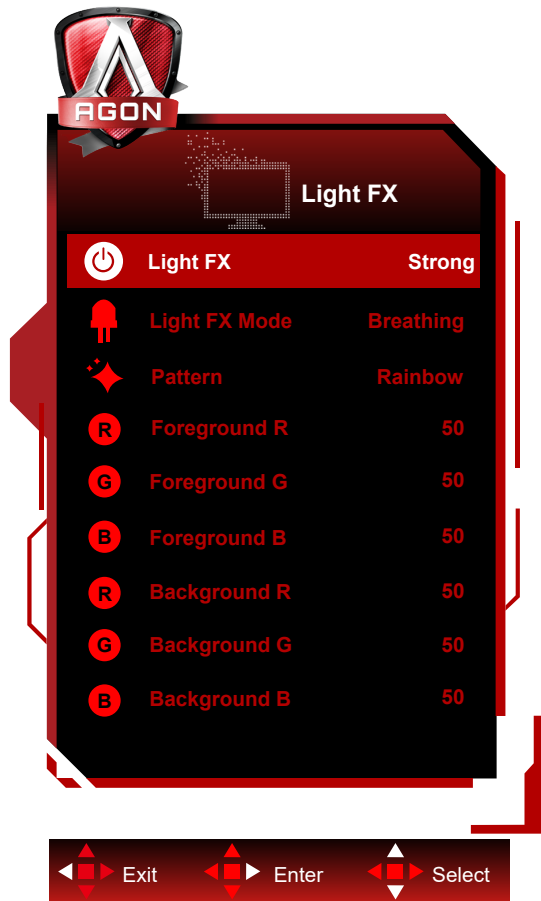 AGON
Light FX
Light FX Strong
Light FX Mode Breathing
Pattern Rainbow
R Foreground R 50
G Foreground G 50
B Foreground B 50
R Background R 50
G Background G 50
B Background B 50
Exit Enter Select